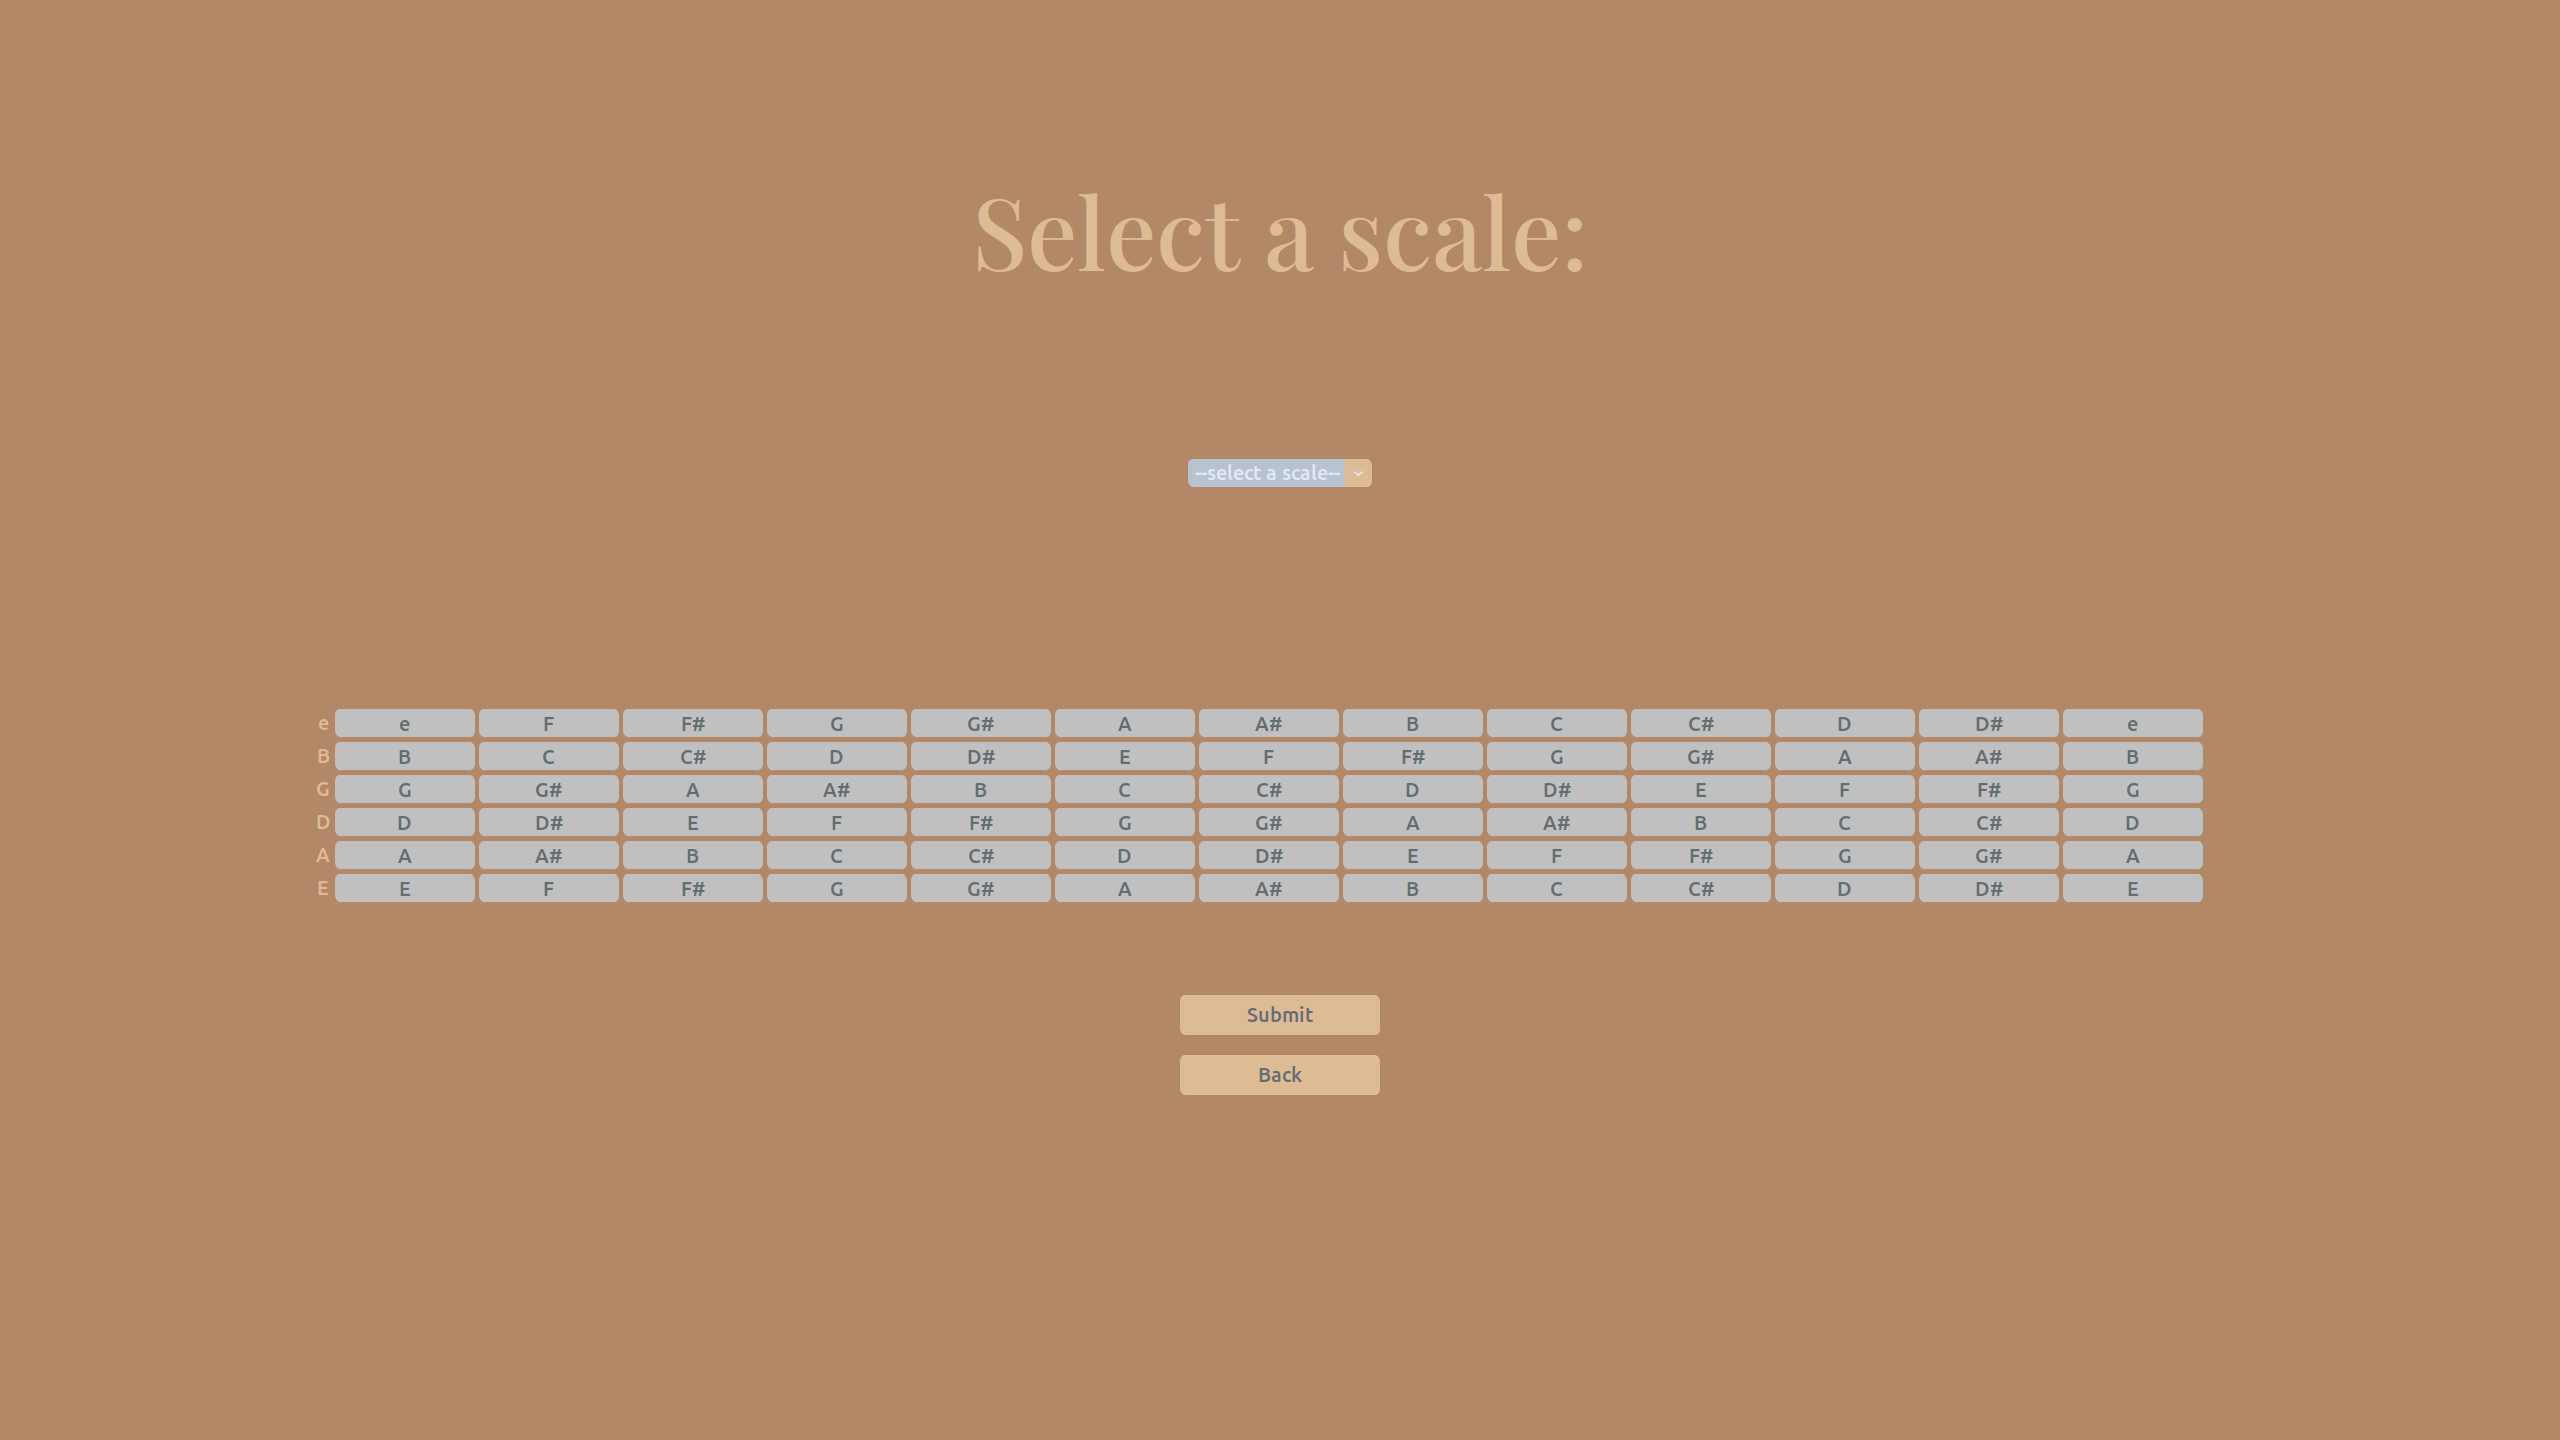 Select a scale:
--select a scale--
e e F F# G G# A A# B C C# D D# e
B B C C# D D# E F F# G G# A A# B
G G G# A A# B C C# D D# E F F# G
D D D# E F F# G G# A A# B C C# D
A A A# B C C# D D# E F F# G G# A
E E F F# G G# A A# B C C# D D# E
Submit
Back